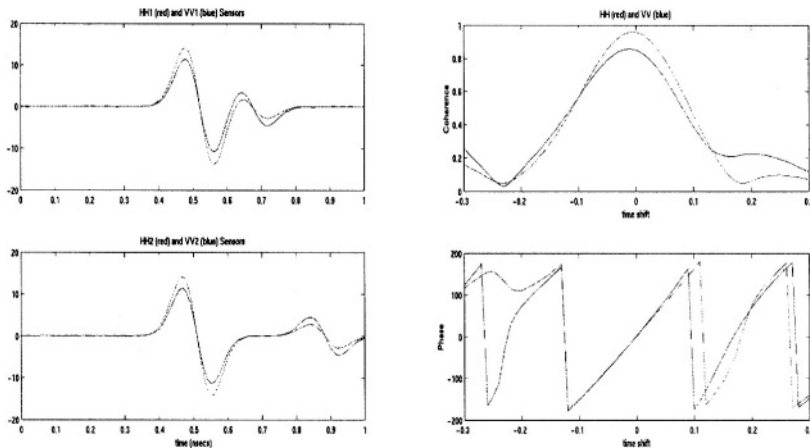 HH1 (red) and VV1 (blue) Sensors
20
10
0
-10
-20
0 0.1 0.2 0.3 0.4 0.5 0.6 0.7 0.8 0.9 1
HH (red) and VV (blue)
1
0.8
0.6
0.4
0.2
0
Coherence
-0.3 -0.2 -0.1 0 0.1 0.2 0.3
time shift
HH2 (red) and VV2 (blue) Sensors
20
10
0
-10
-20
0 0.1 0.2 0.3 0.4 0.5 0.6 0.7 0.8 0.9 1
time (nsecs)
200
100
0
-100
-200
Phase
-0.3 -0.2 -0.1 0 0.1 0.2 0.3
time shift